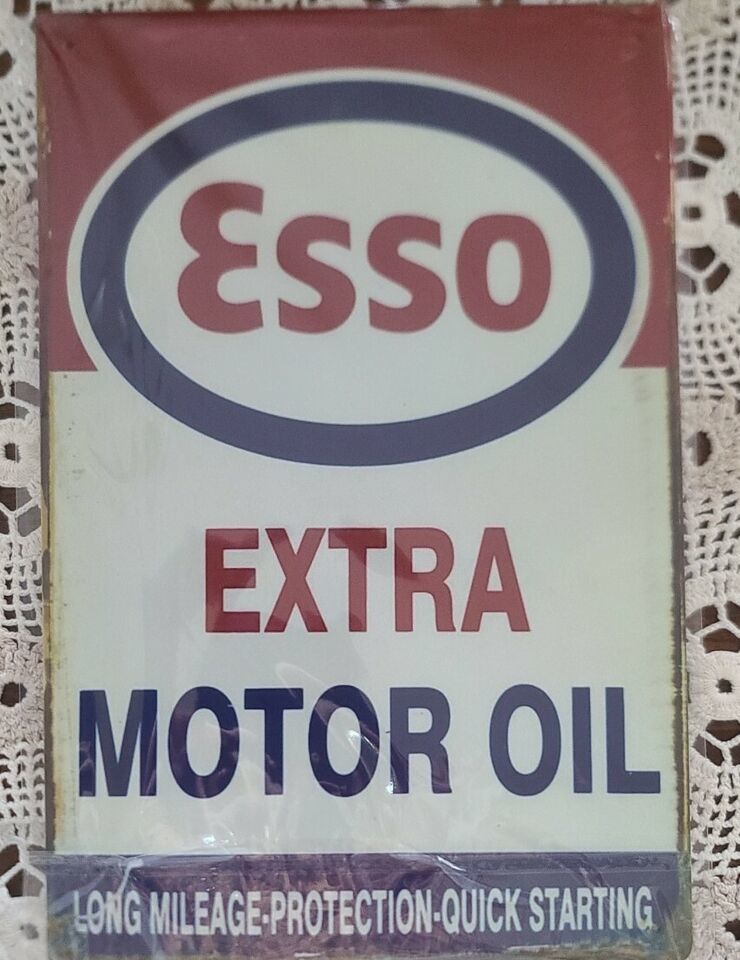 Esso
EXTRA
MOTOR OIL
LONG MILEAGE-PROTECTION-QUICK STARTING